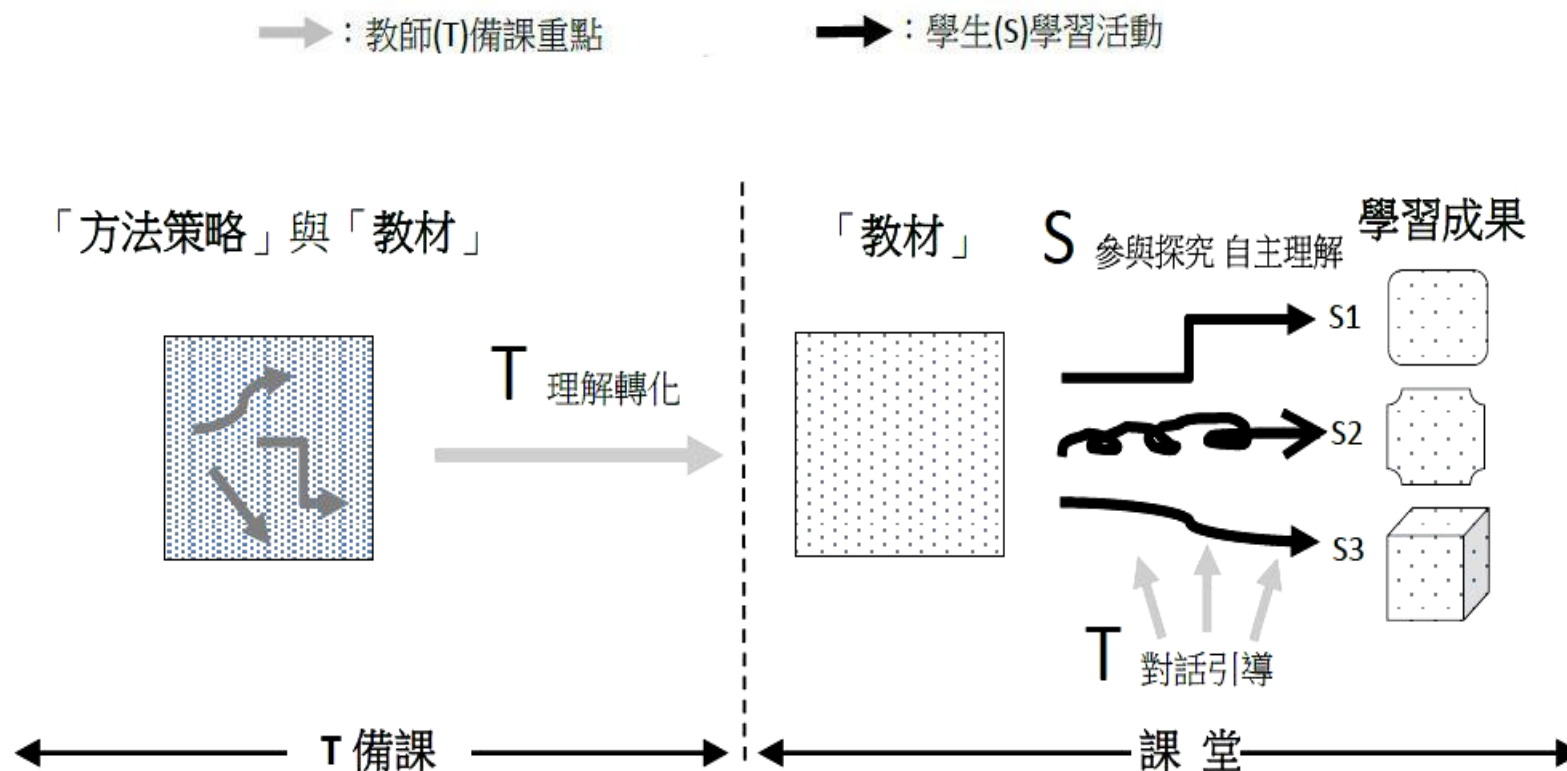 ：教師(T)備課重點
：學生(S)學習活動
「方法策略」與「教材」
T 理解轉化
「教材」
S 參與探究 自主理解
學習成果
S1
S2
S3
T 對話引導
T 備課
課 堂